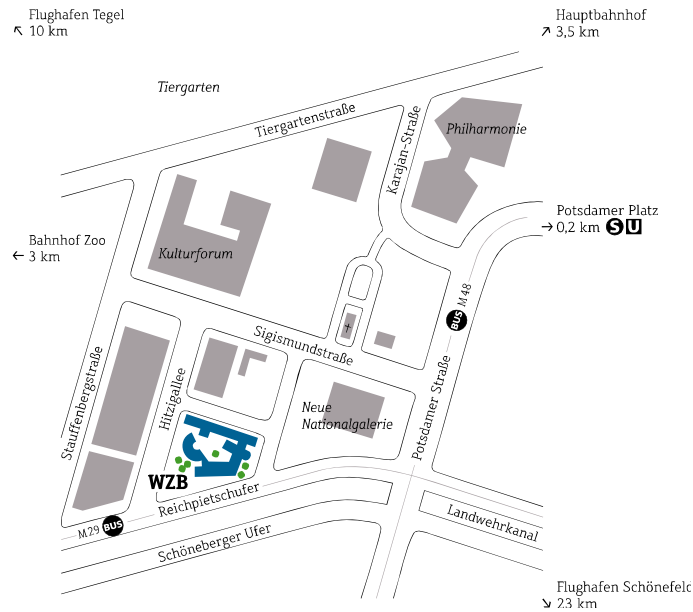 Flughafen Tegel
10 km
Hauptbahnhof
3,5 km
Tiergarten
Tiergartenstraße
Karajan-Straße
Philharmonie
Potsdamer Platz
0,2 km S U
Bahnhof Zoo
3 km
Kulturforum
BUS M48
Sigismundstraße
Stauffenbergstraße
Hitzigallee
Neue
Nationalgalerie
Potsdamer Straße
WZB
Reichpietschufer
M29 BUS
Landwehrkanal
Schöneberger Ufer
Flughafen Schönefeld
23 km